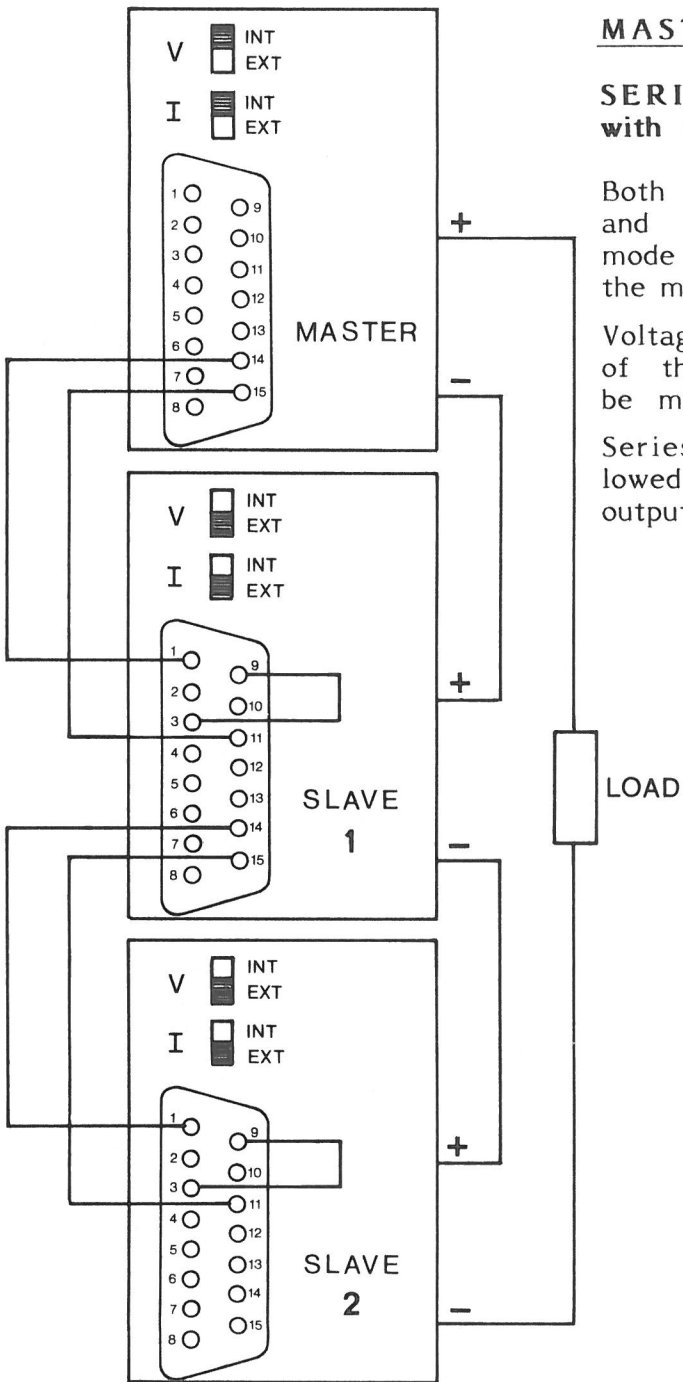 MAST
SERI
with
Both
and
mode
the m
Voltag
of th
be m
Series
lowed
output
V INT
EXT
I INT
EXT
1 9
2 10
3 11
4 12
5 13
6 14
7 15
8
MASTER
+
−
V INT
EXT
I INT
EXT
1 9
2 10
3 11
4 12
5 13
6 14
7 15
8
SLAVE
1
+
−
LOAD
V INT
EXT
I INT
EXT
1 9
2 10
3 11
4 12
5 13
6 14
7 15
8
SLAVE
2
+
−